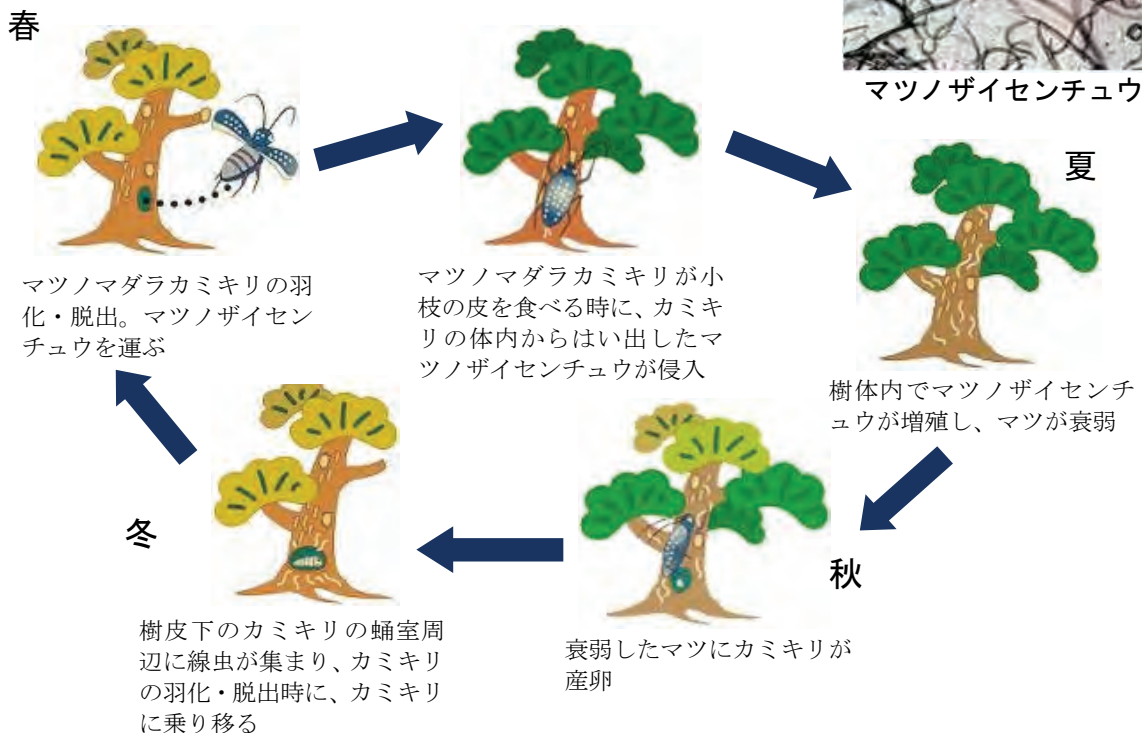 春
マツノザイセンチュウ
夏
マツノマダラカミキリの羽
化・脱出。マツノザイセン
チュウを運ぶ
マツノマダラカミキリが小
枝の皮を食べる時に、カミキ
リの体内からはい出したマ
ツノザイセンチュウが侵入
樹体内でマツノザイセンチ
ュウが増殖し、マツが衰弱
秋
衰弱したマツにカミキリが
産卵
冬
樹皮下のカミキリの蛹室周
辺に線虫が集まり、カミキリ
の羽化・脱出時に、カミキリ
に乗り移る